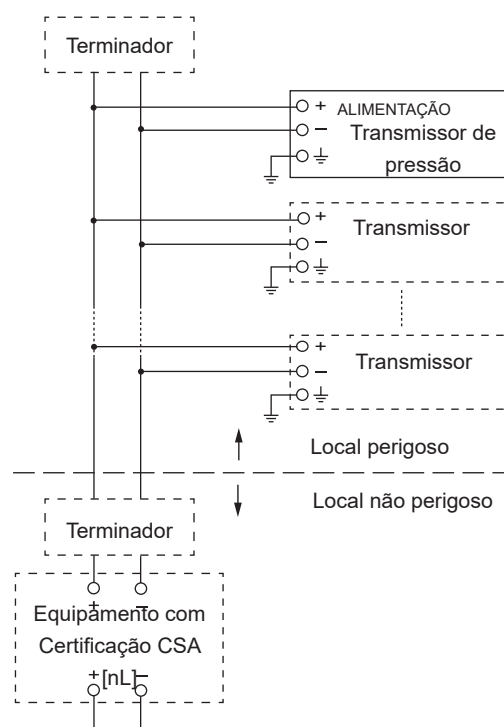 Terminador
+ ALIMENTAÇÃO
− Transmissor de
pressão
+
Transmissor
−
+
Transmissor
−
Local perigoso
Local não perigoso
Terminador
+ −
Equipamento com
Certificação CSA
+[nL]−